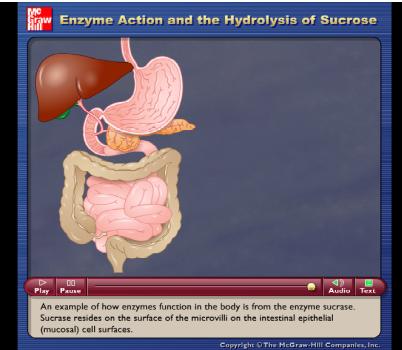 Mc
Graw
Hill
Enzyme Action and the Hydrolysis of Sucrose
Play
Pause
Audio
Text
An example of how enzymes function in the body is from the enzyme sucrase.
Sucrase resides on the surface of the microvilli on the intestinal epithelial
(mucosal) cell surfaces.
Copyright © The McGraw-Hill Companies, Inc.